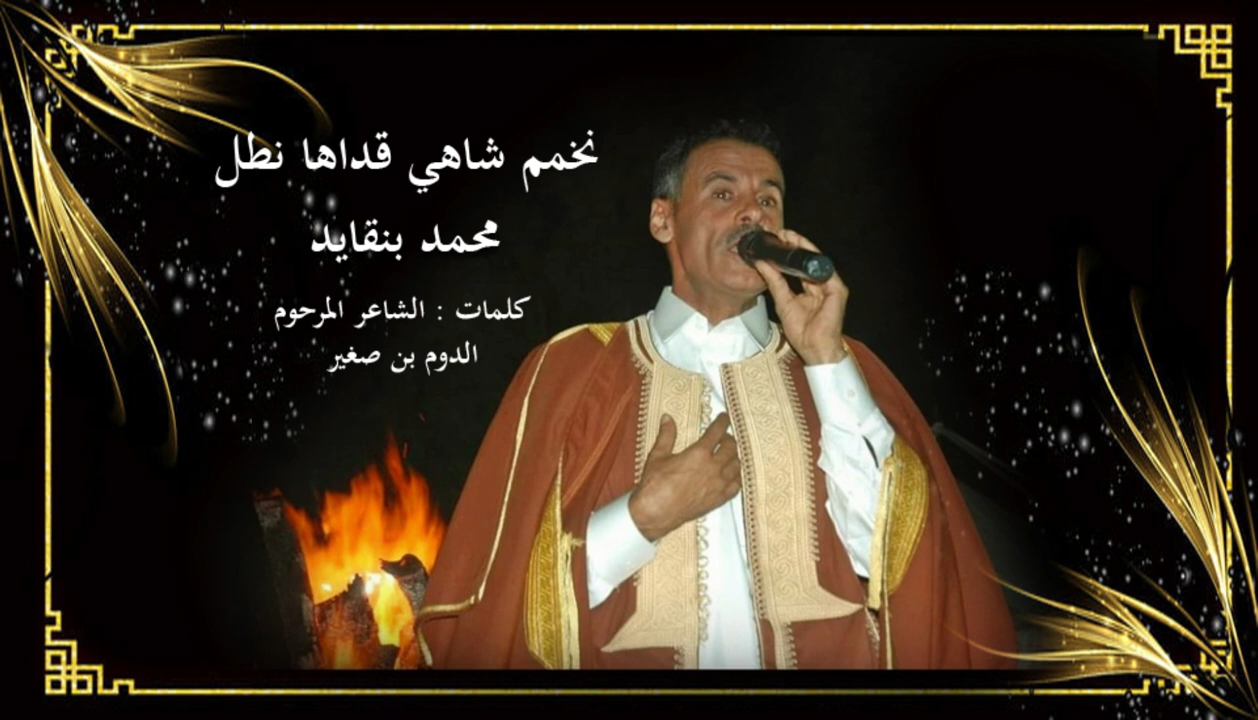 نخمم شاهي قداها نطل
محمد بنقايد
كلمات : الشاعر المرحوم
الدوم بن صغير